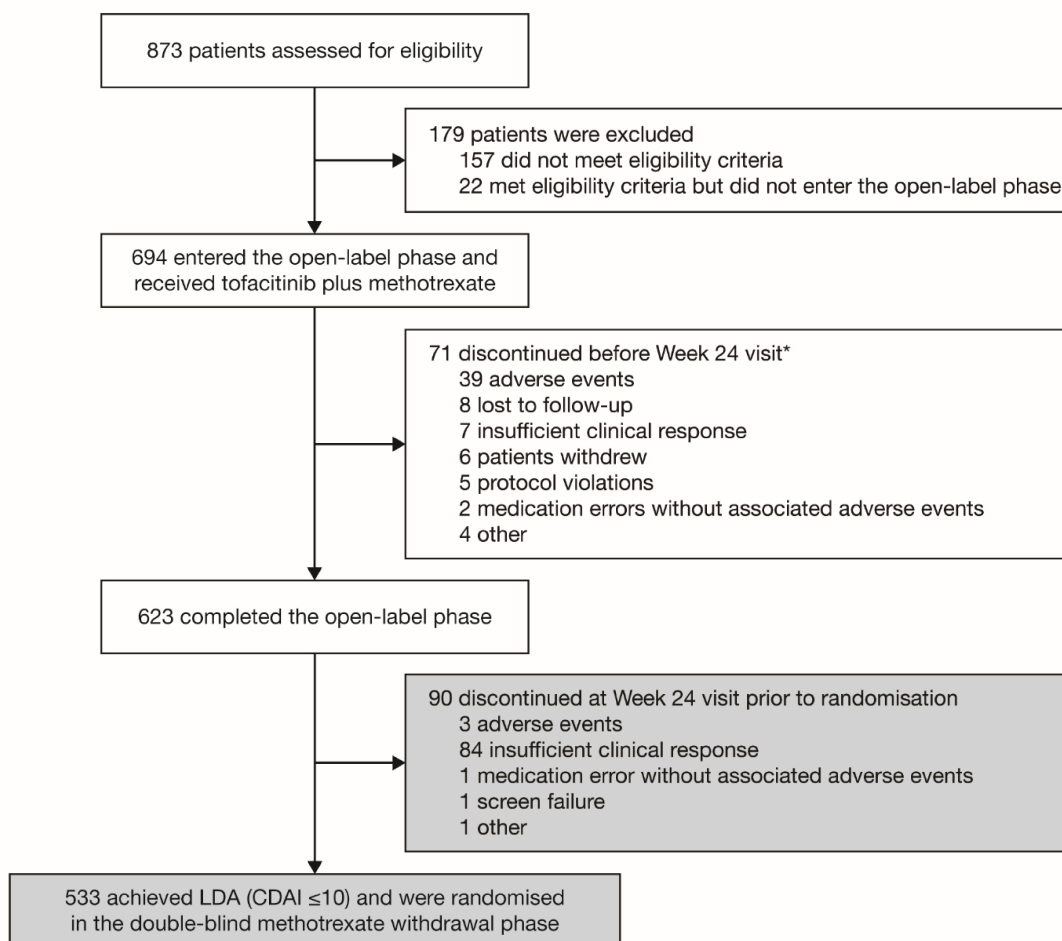 873 patients assessed for eligibility
179 patients were excluded
157 did not meet eligibility criteria
22 met eligibility criteria but did not enter the open-label phase
694 entered the open-label phase and
received tofacitinib plus methotrexate
71 discontinued before Week 24 visit*
39 adverse events
8 lost to follow-up
7 insufficient clinical response
6 patients withdrew
5 protocol violations
2 medication errors without associated adverse events
4 other
623 completed the open-label phase
90 discontinued at Week 24 visit prior to randomisation
3 adverse events
84 insufficient clinical response
1 medication error without associated adverse events
1 screen failure
1 other
533 achieved LDA (CDAI ≤10) and were randomised
in the double-blind methotrexate withdrawal phase